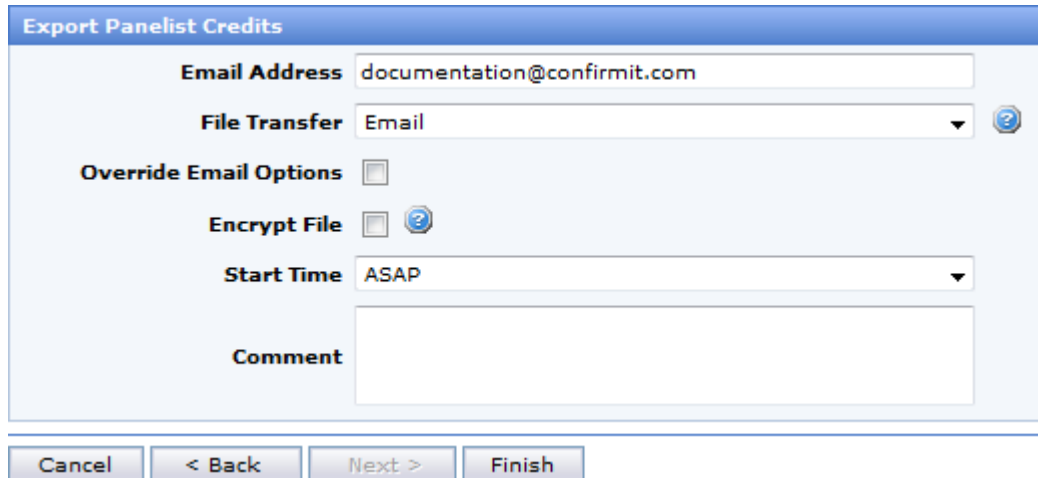 Export Panelist Credits
Email Address documentation@confirmit.com
File Transfer Email
Override Email Options
Encrypt File
Start Time ASAP
Comment
Cancel < Back Next > Finish